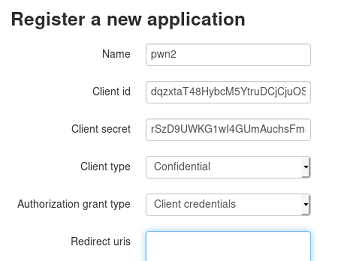 Register a new application
Name
pwn2
Client id
dqzxtaT48HybcM5YtruDCjCjuOS
Client secret
rSzD9UWKG1wI4GUmAuchsFm
Client type
Confidential
Authorization grant type
Client credentials
Redirect uris